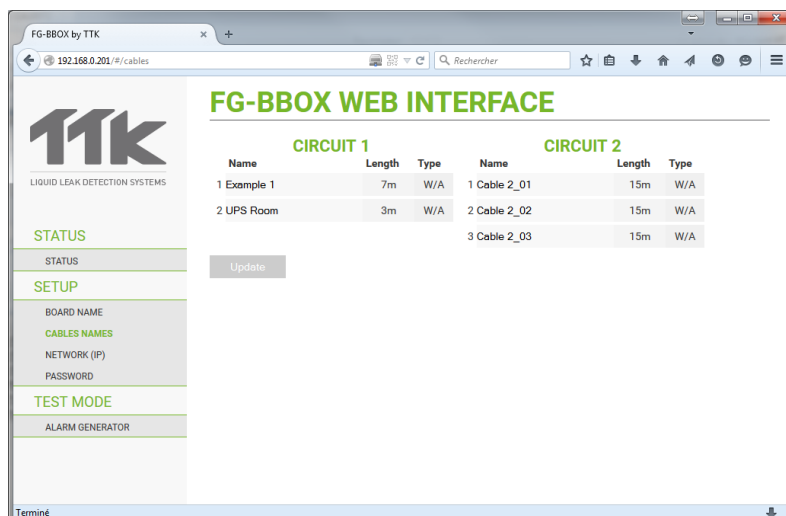 FG-BBOX by TTK
192.168.0.201/#/cables
Rechercher
TTK
LIQUID LEAK DETECTION SYSTEMS
STATUS
STATUS
SETUP
BOARD NAME
CABLES NAMES
NETWORK (IP)
PASSWORD
TEST MODE
ALARM GENERATOR
FG-BBOX WEB INTERFACE
CIRCUIT 1
Name Length Type
1 Example 1 7m W/A
2 UPS Room 3m W/A
CIRCUIT 2
Name Length Type
1 Cable 2_01 15m W/A
2 Cable 2_02 15m W/A
3 Cable 2_03 15m W/A
Update
Terminé